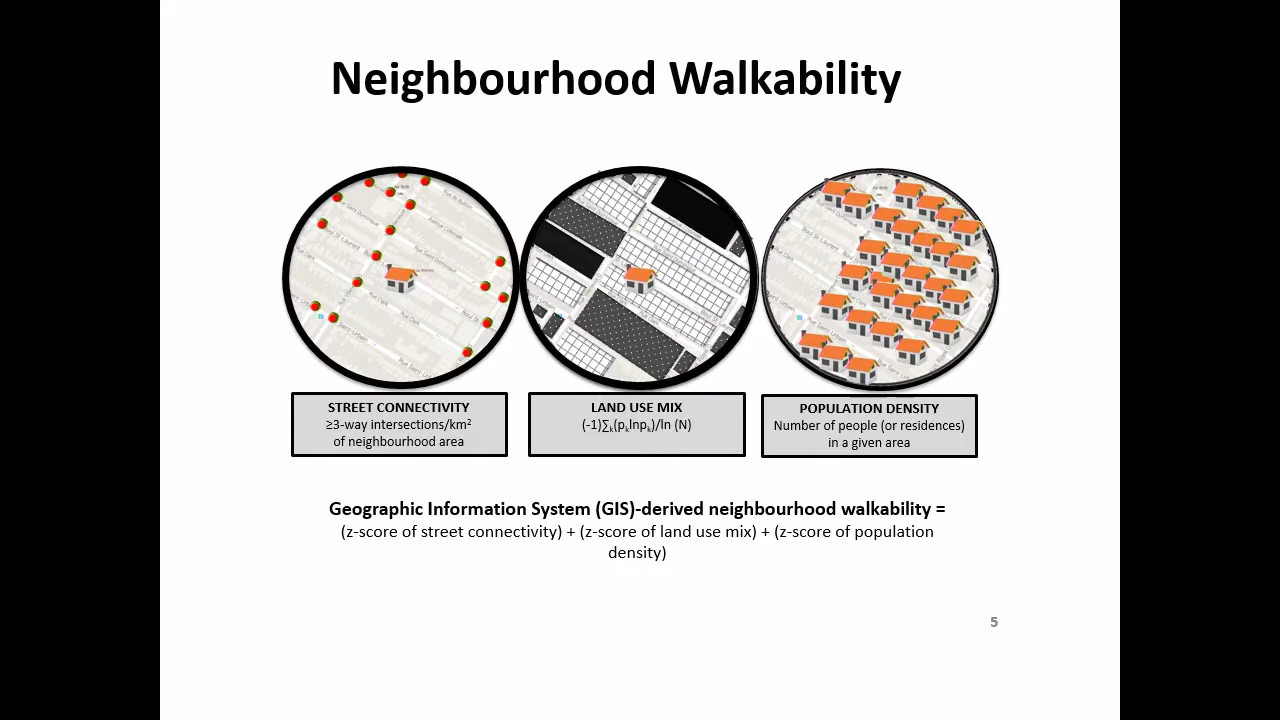 Neighbourhood Walkability
STREET CONNECTIVITY
≥3-way intersections/km²
of neighbourhood area
LAND USE MIX
(-1)∑ₖ(pₖlnpₖ)/ln (N)
POPULATION DENSITY
Number of people (or residences)
in a given area
Geographic Information System (GIS)-derived neighbourhood walkability =
(z-score of street connectivity) + (z-score of land use mix) + (z-score of population
density)
5